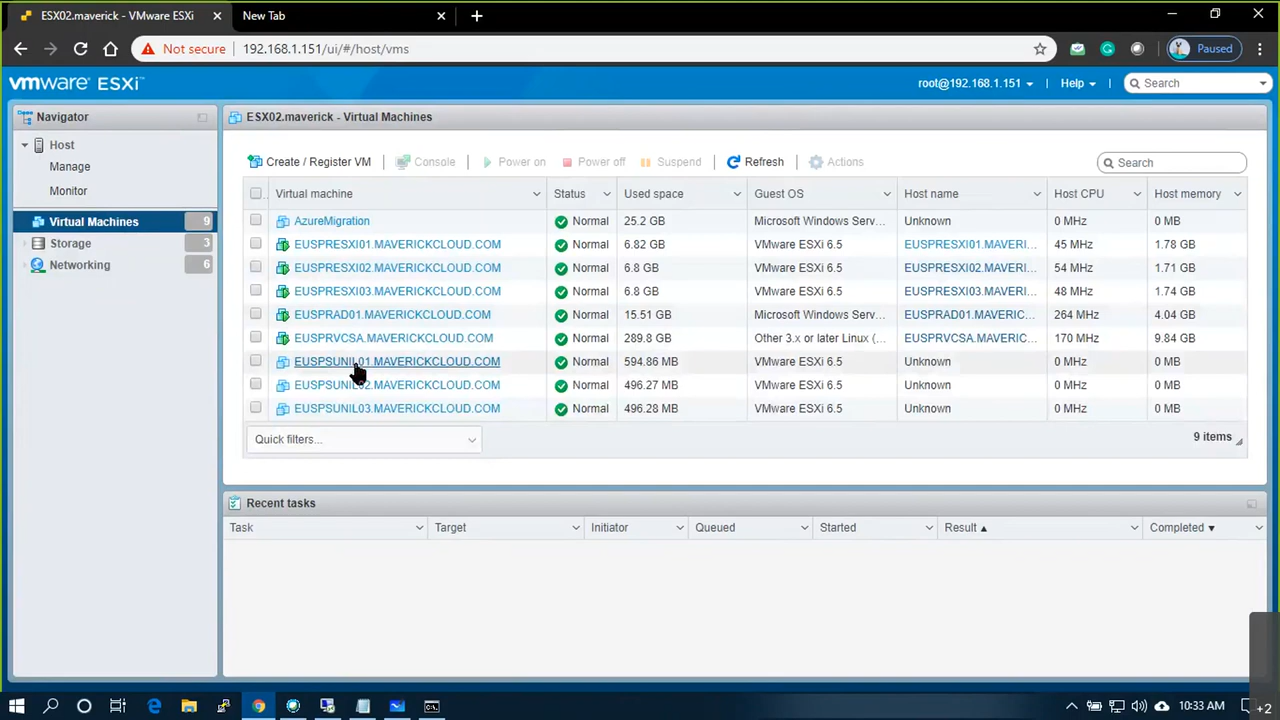 ESX02.maverick - VMware ESXi
New Tab
Not secure
192.168.1.151/ui/#/host/vms
Paused
vmware ESXi™
root@192.168.1.151
Help
Search
Navigator
Host
Manage
Monitor
Virtual Machines 9
Storage 3
Networking 6
ESX02.maverick - Virtual Machines
Create / Register VM
Console
Power on
Power off
Suspend
Refresh
Actions
Search
Virtual machine Status Used space Guest OS Host name Host CPU Host memory
AzureMigration Normal 25.2 GB Microsoft Windows Serv... Unknown 0 MHz 0 MB
EUSPRESXI01.MAVERICKCLOUD.COM Normal 6.82 GB VMware ESXi 6.5 EUSPRESXI01.MAVERI... 45 MHz 1.78 GB
EUSPRESXI02.MAVERICKCLOUD.COM Normal 6.8 GB VMware ESXi 6.5 EUSPRESXI02.MAVERI... 54 MHz 1.71 GB
EUSPRESXI03.MAVERICKCLOUD.COM Normal 6.8 GB VMware ESXi 6.5 EUSPRESXI03.MAVERI... 48 MHz 1.74 GB
EUSPRAD01.MAVERICKCLOUD.COM Normal 15.51 GB Microsoft Windows Serv... EUSPRAD01.MAVERIC... 264 MHz 4.04 GB
EUSPRVCSA.MAVERICKCLOUD.COM Normal 289.8 GB Other 3.x or later Linux (... EUSPRVCSA.MAVERIC... 170 MHz 9.84 GB
EUSPSUNIL01.MAVERICKCLOUD.COM Normal 594.86 MB VMware ESXi 6.5 Unknown 0 MHz 0 MB
EUSPSUNIL02.MAVERICKCLOUD.COM Normal 496.27 MB VMware ESXi 6.5 Unknown 0 MHz 0 MB
EUSPSUNIL03.MAVERICKCLOUD.COM Normal 496.28 MB VMware ESXi 6.5 Unknown 0 MHz 0 MB
Quick filters...
9 items
Recent tasks
Task Target Initiator Queued Started Result Completed
10:33 AM
+2